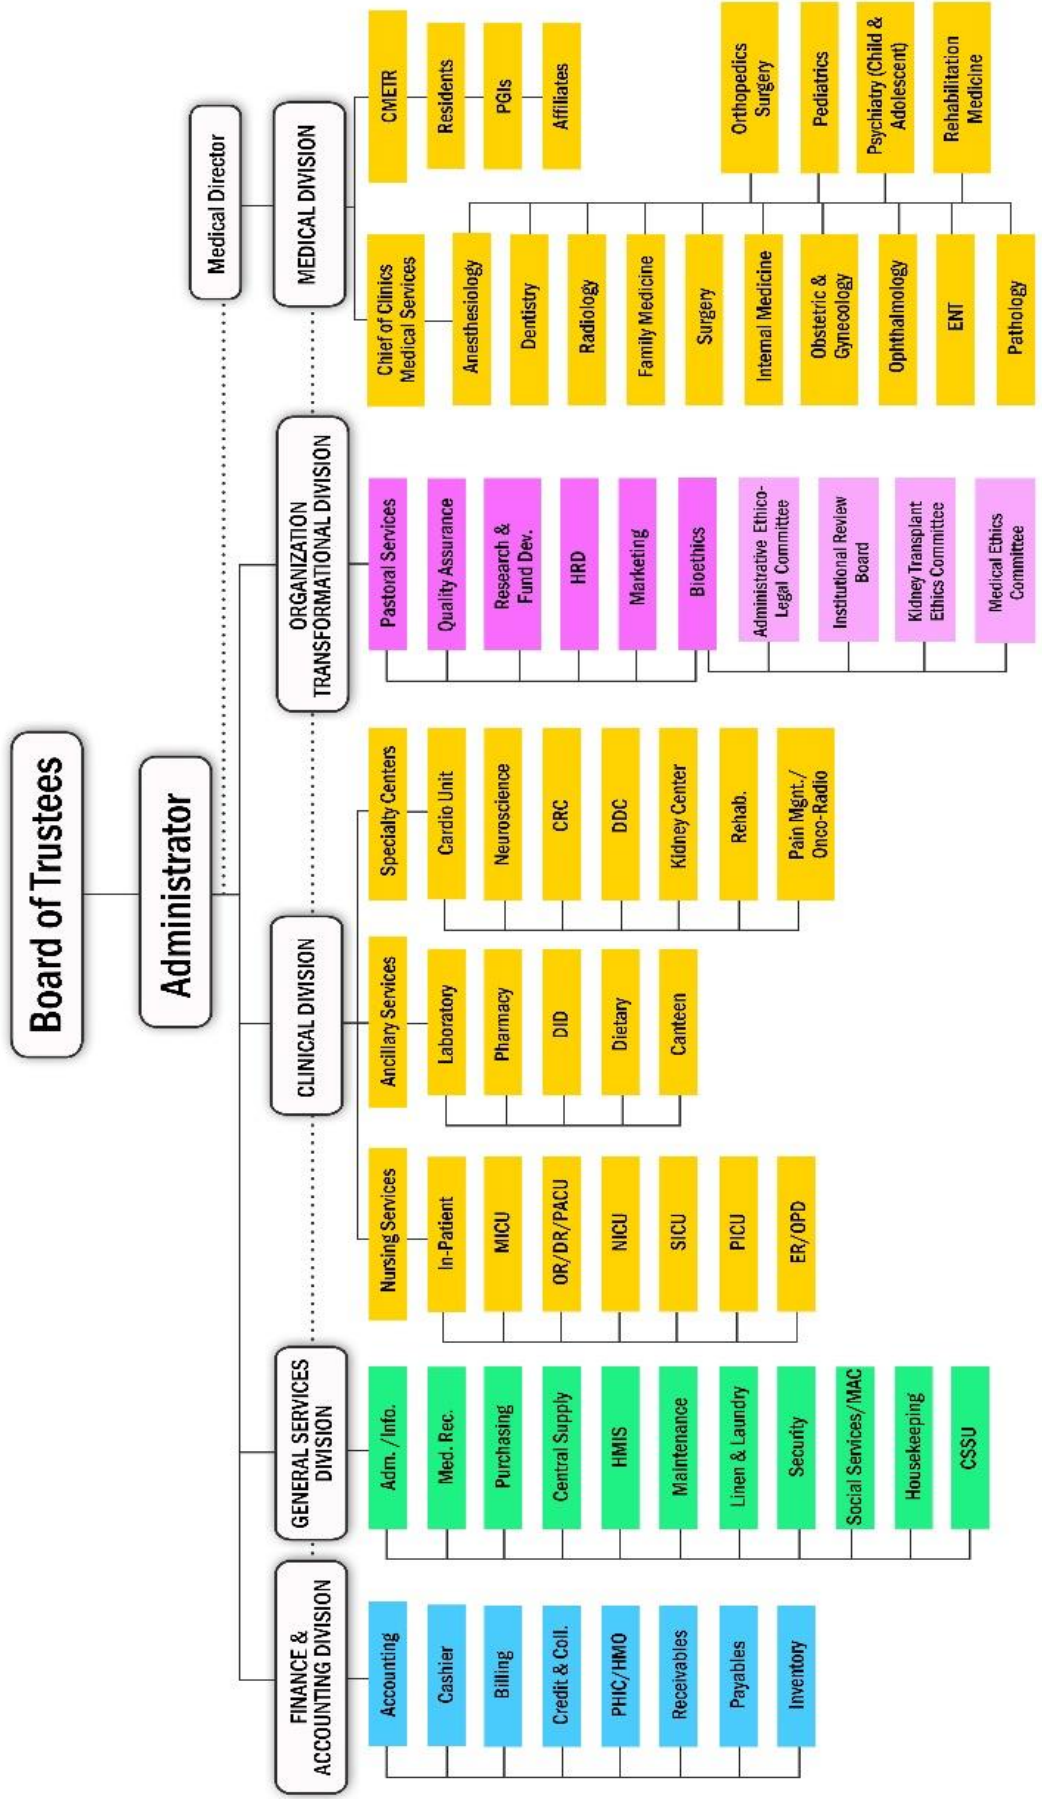 Board of Trustees
Administrator
Medical Director
FINANCE &
ACCOUNTING DIVISION
GENERAL SERVICES
DIVISION
CLINICAL DIVISION
ORGANIZATION
TRANSFORMATIONAL DIVISION
MEDICAL DIVISION
Accounting
Cashier
Billing
Credit & Coll.
PHIC/HMO
Receivables
Payables
Inventory
Adm. /Info.
Med. Rec.
Purchasing
Central Supply
HMIS
Maintenance
Linen & Laundry
Security
Social Services/MAC
Housekeeping
CSSU
Nursing Services
In-Patient
MICU
OR/DR/PACU
NICU
SICU
PICU
ER/OPD
Ancillary Services
Laboratory
Pharmacy
DID
Dietary
Canteen
Specialty Centers
Cardio Unit
Neuroscience
CRC
DDC
Kidney Center
Rehab.
Pain Mgnt./
Onco-Radio
Pastoral Services
Quality Assurance
Research &
Fund Dev.
HRD
Marketing
Bioethics
Administrative Ethico-
Legal Committee
Institutional Review
Board
Kidney Transplant
Ethics Committee
Medical Ethics
Committee
Chief of Clinics
Medical Services
Anesthesiology
Dentistry
Radiology
Family Medicine
Surgery
Internal Medicine
Obstetric &
Gynecology
Ophthalmology
ENT
Pathology
CMETR
Residents
PGIs
Affiliates
Orthopedics
Surgery
Pediatrics
Psychiatry (Child &
Adolescent)
Rehabilitation
Medicine